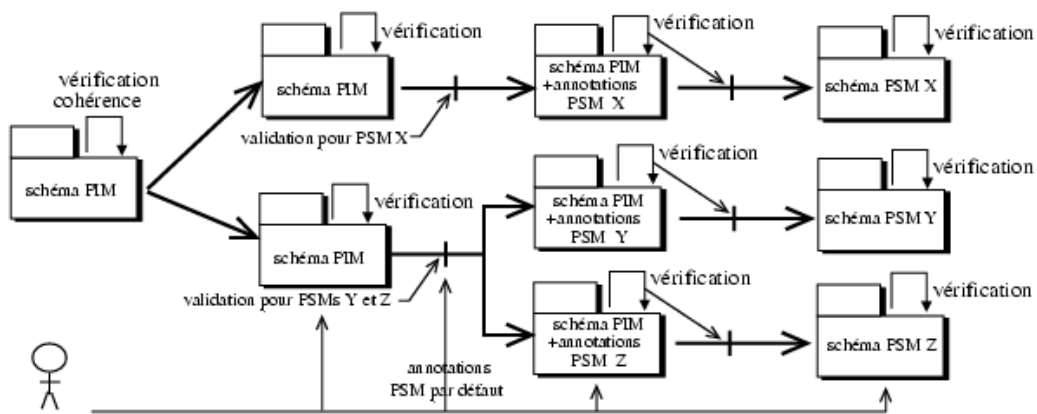 vérification
vérification
vérification
vérification
cohérence
schéma PIM
schéma PIM
+annotations
PSM X
schéma PSM X
validation pour PSM X
vérification
vérification
vérification
schéma PIM
vérification
schéma PIM
+annotations
PSM Y
schéma PSM Y
schéma PIM
validation pour PSMs Y et Z
vérification
vérification
schéma PIM
+annotations
PSM Z
schéma PSM Z
annotations
PSM par défaut